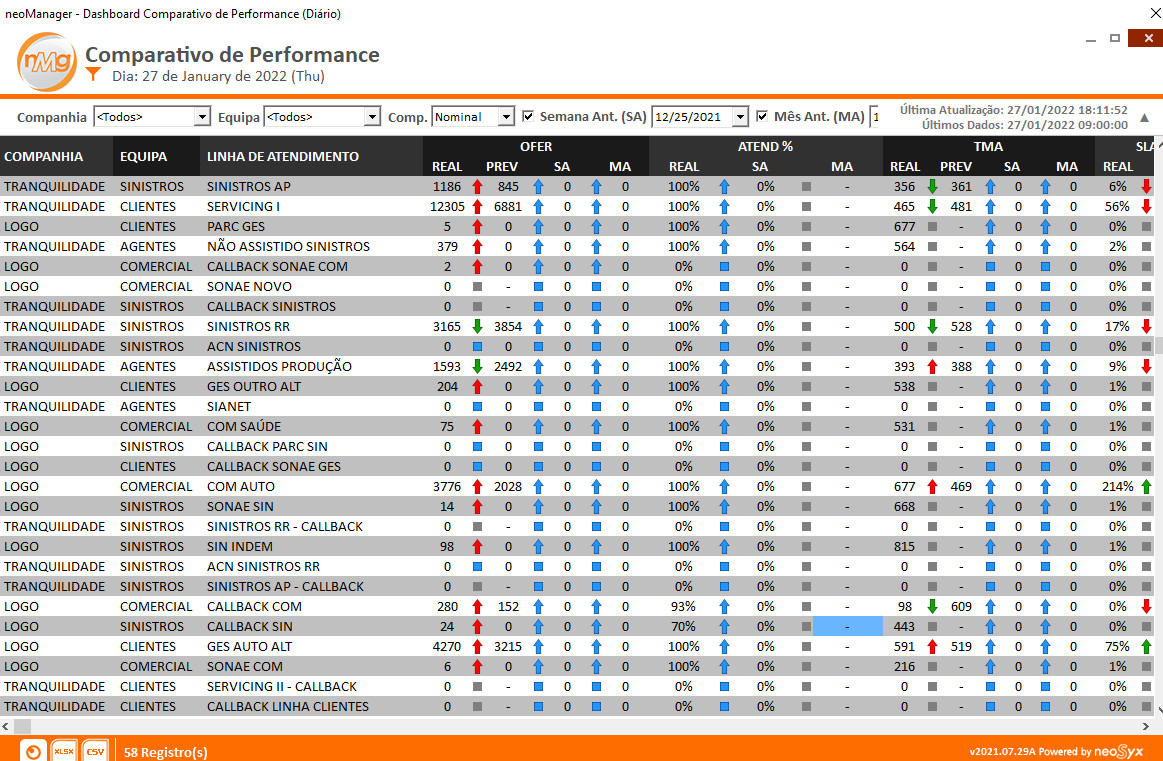 neoManager - Dashboard Comparativo de Performance (Diário)
nMg
Comparativo de Performance
Dia: 27 de January de 2022 (Thu)
Companhia <Todos> Equipa <Todos> Comp. Nominal Semana Ant. (SA) 12/25/2021 Mês Ant. (MA) 1
Última Atualização: 27/01/2022 18:11:52
Últimos Dados: 27/01/2022 09:00:00
COMPANHIA EQUIPA LINHA DE ATENDIMENTO OFER ATEND % TMA SLA
REAL PREV SA MA REAL SA MA REAL PREV SA MA REAL
TRANQUILIDADE SINISTROS SINISTROS AP 1186 845 0 0 100% 0% - 356 361 0 0 6%
TRANQUILIDADE CLIENTES SERVICING I 12305 6881 0 0 100% 0% - 465 481 0 0 56%
LOGO CLIENTES PARC GES 5 0 0 0 100% 0% - 677 - 0 0 0%
TRANQUILIDADE AGENTES NÃO ASSISTIDO SINISTROS 379 0 0 0 100% 0% - 564 - 0 0 2%
LOGO COMERCIAL CALLBACK SONAE COM 2 0 0 0 0% 0% - 0 - 0 0 0%
LOGO COMERCIAL SONAE NOVO 0 - 0 0 0% 0% - 0 - 0 0 0%
TRANQUILIDADE SINISTROS CALLBACK SINISTROS 0 - 0 0 0% 0% - 0 - 0 0 0%
TRANQUILIDADE SINISTROS SINISTROS RR 3165 3854 0 0 100% 0% - 500 528 0 0 17%
TRANQUILIDADE SINISTROS ACN SINISTROS 0 0 0 0 0% 0% - 0 - 0 0 0%
TRANQUILIDADE AGENTES ASSISTIDOS PRODUÇÃO 1593 2492 0 0 100% 0% - 393 388 0 0 9%
LOGO CLIENTES GES OUTRO ALT 204 0 0 0 100% 0% - 538 - 0 0 1%
TRANQUILIDADE AGENTES SIANET 0 0 0 0 0% 0% - 0 - 0 0 0%
LOGO COMERCIAL COM SAÚDE 75 0 0 0 100% 0% - 531 - 0 0 1%
LOGO SINISTROS CALLBACK PARC SIN 0 0 0 0 0% 0% - 0 - 0 0 0%
LOGO CLIENTES CALLBACK SONAE GES 0 0 0 0 0% 0% - 0 - 0 0 0%
LOGO COMERCIAL COM AUTO 3776 2028 0 0 100% 0% - 677 469 0 0 214%
LOGO SINISTROS SONAE SIN 14 0 0 0 100% 0% - 668 - 0 0 1%
TRANQUILIDADE SINISTROS SINISTROS RR - CALLBACK 0 - 0 0 0% 0% - 0 - 0 0 0%
LOGO SINISTROS SIN INDEM 98 0 0 0 100% 0% - 815 - 0 0 1%
LOGO SINISTROS ACN SINISTROS RR 0 0 0 0 0% 0% - 0 - 0 0 0%
TRANQUILIDADE SINISTROS SINISTROS AP - CALLBACK 0 - 0 0 0% 0% - 0 - 0 0 0%
LOGO COMERCIAL CALLBACK COM 280 152 0 0 93% 0% - 98 609 0 0 0%
LOGO SINISTROS CALLBACK SIN 24 0 0 0 70% 0% - 443 - 0 0 0%
LOGO CLIENTES GES AUTO ALT 4270 3215 0 0 100% 0% - 591 519 0 0 75%
LOGO COMERCIAL SONAE COM 6 0 0 0 100% 0% - 216 - 0 0 1%
TRANQUILIDADE CLIENTES SERVICING II - CALLBACK 0 - 0 0 0% 0% - 0 - 0 0 0%
TRANQUILIDADE CLIENTES CALLBACK LINHA CLIENTES 0 - 0 0 0% 0% - 0 - 0 0 0%
XLSX CSV 58 Registro(s) v2021.07.29A Powered by neoSyx